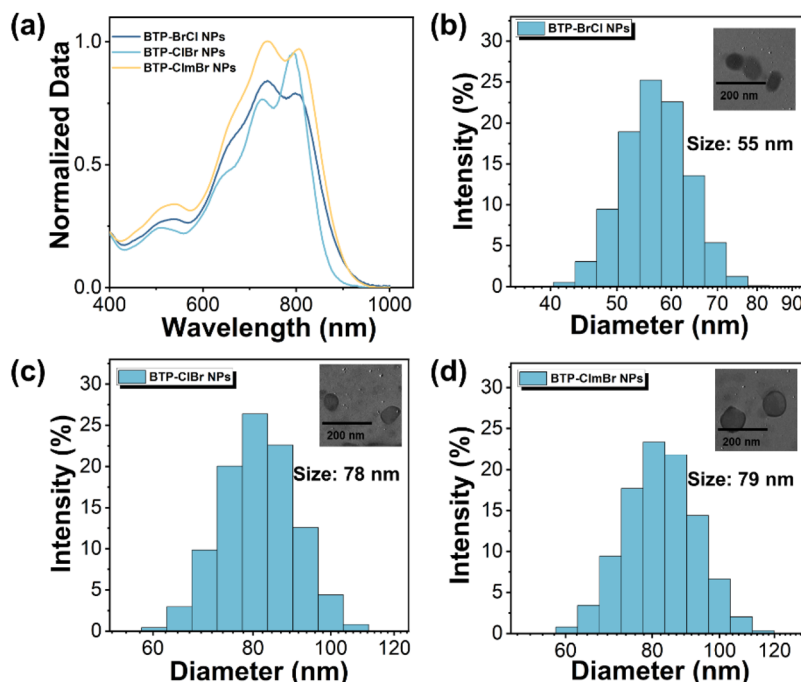 (a)
BTP-BrCl NPs
BTP-ClBr NPs
BTP-ClmBr NPs
Normalized Data
1.0
0.5
0.0
400
600
800
1000
Wavelength (nm)
(b)
BTP-BrCl NPs
200 nm
Size: 55 nm
Intensity (%)
30
25
20
15
10
5
0
40
50
60
70
80
90
Diameter (nm)
(c)
BTP-ClBr NPs
200 nm
Size: 78 nm
Intensity (%)
30
25
20
15
10
5
0
60
80
100
120
Diameter (nm)
(d)
BTP-ClmBr NPs
200 nm
Size: 79 nm
Intensity (%)
30
25
20
15
10
5
0
60
80
100
120
Diameter (nm)